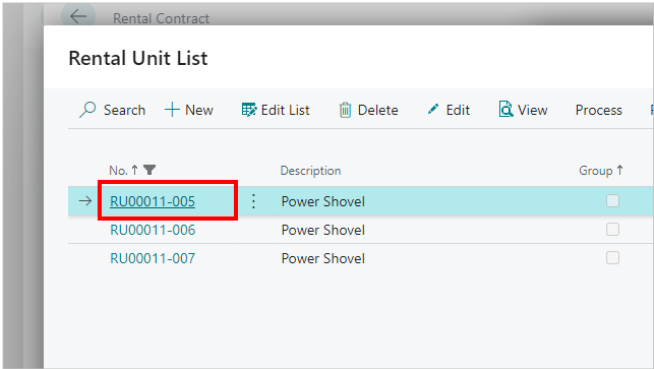 Rental Contract
Rental Unit List
Search New Edit List Delete Edit View Process
No. ↑ Description Group ↑
→ RU00011-005 ⋮ Power Shovel
RU00011-006 Power Shovel
RU00011-007 Power Shovel